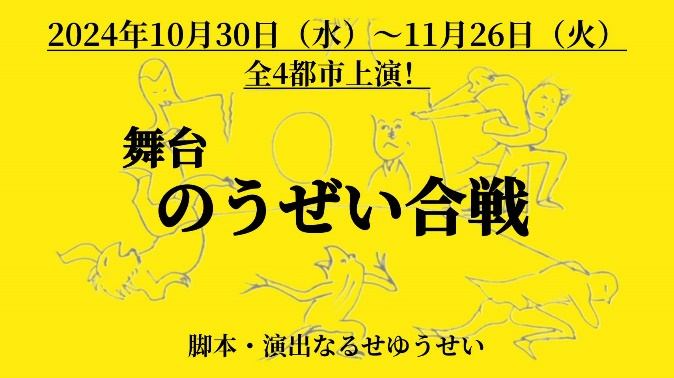 2024年10月30日（水）～11月26日（火）
全4都市上演！
舞台
のうぜい合戦
脚本・演出なるせゆうせい